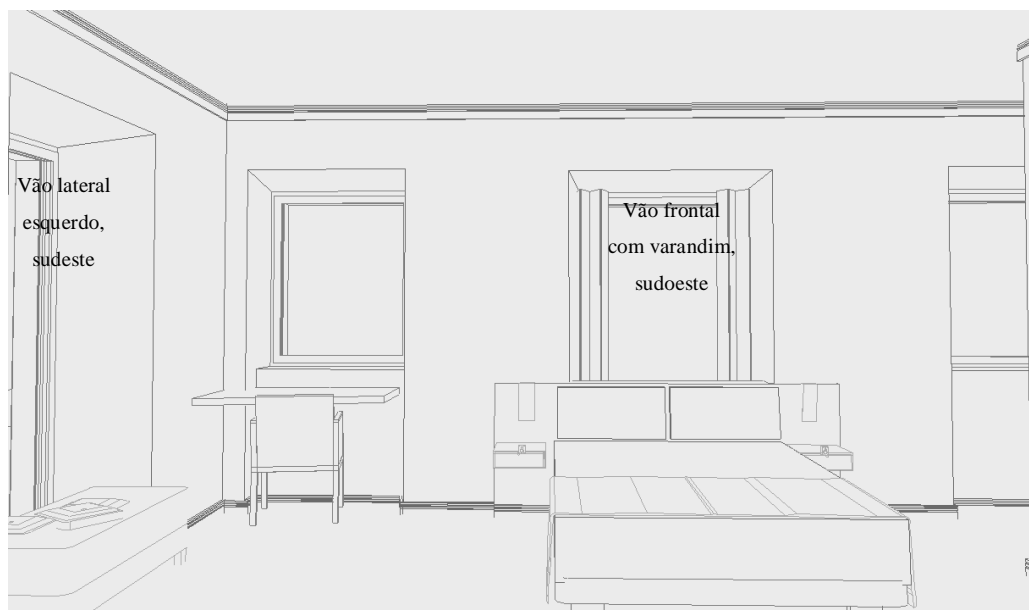 Vão lateral
esquerdo,
sudeste
Vão frontal
com varandim,
sudoeste